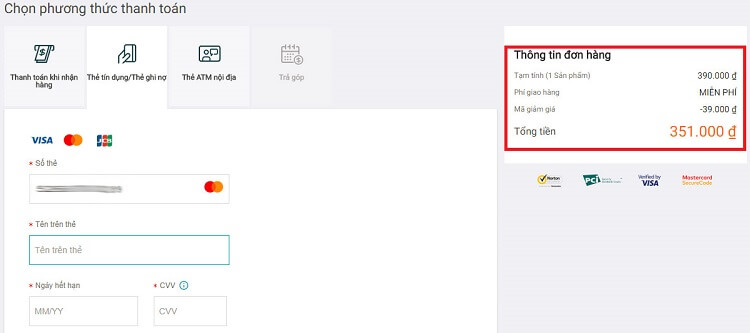 Chọn phương thức thanh toán
Thanh toán khi nhận
hàng
Thẻ tín dụng/Thẻ ghi nợ
Thẻ ATM nội địa
Trả góp
VISA
JCB
* Số thẻ
* Tên trên thẻ
Tên trên thẻ
* Ngày hết hạn
* CVV
MM/YY
CVV
Thông tin đơn hàng
Tạm tính (1 Sản phẩm) 390.000 ₫
Phí giao hàng MIỄN PHÍ
Mã giảm giá -39.000 ₫
Tổng tiền 351.000 ₫
Norton
PCI
Verified by
VISA
Mastercard
SecureCode